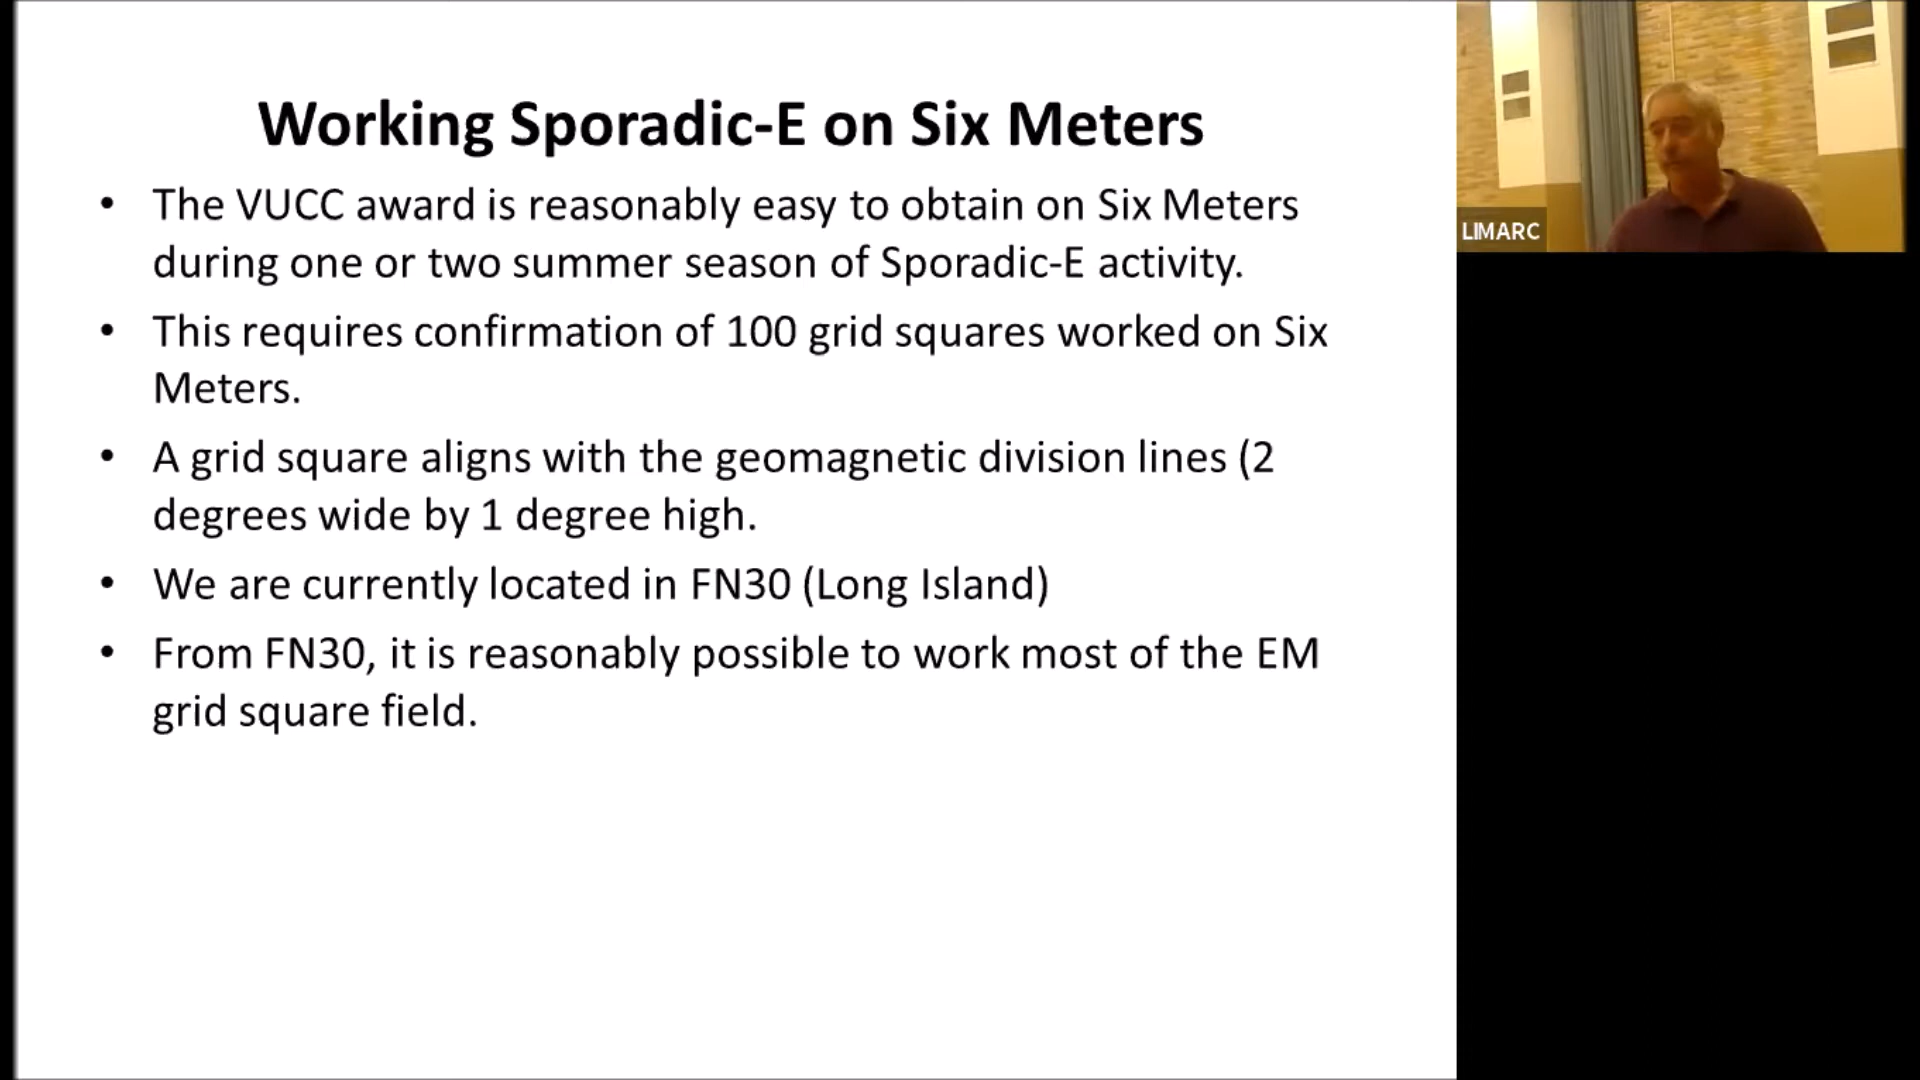 Working Sporadic-E on Six Meters
• The VUCC award is reasonably easy to obtain on Six Meters
during one or two summer season of Sporadic-E activity.
• This requires confirmation of 100 grid squares worked on Six
Meters.
• A grid square aligns with the geomagnetic division lines (2
degrees wide by 1 degree high.
• We are currently located in FN30 (Long Island)
• From FN30, it is reasonably possible to work most of the EM
grid square field.
LIMARC